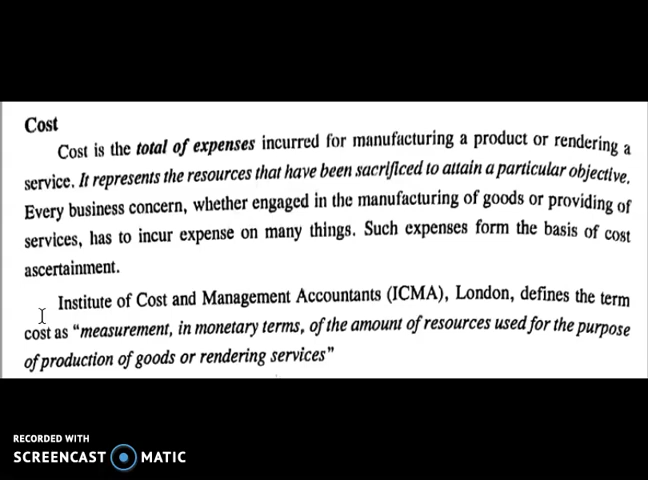 Cost
Cost is the total of expenses incurred for manufacturing a product or rendering a
service. It represents the resources that have been sacrificed to attain a particular objective.
Every business concern, whether engaged in the manufacturing of goods or providing of
services, has to incur expense on many things. Such expenses form the basis of cost
ascertainment.
Institute of Cost and Management Accountants (ICMA), London, defines the term
cost as “measurement, in monetary terms, of the amount of resources used for the purpose
of production of goods or rendering services”
RECORDED WITH
SCREENCAST MATIC